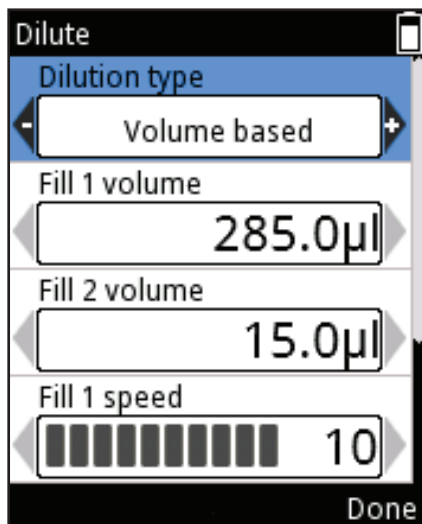 Dilute
Dilution type
- Volume based +
Fill 1 volume
285.0µl
Fill 2 volume
15.0µl
Fill 1 speed
10
Done